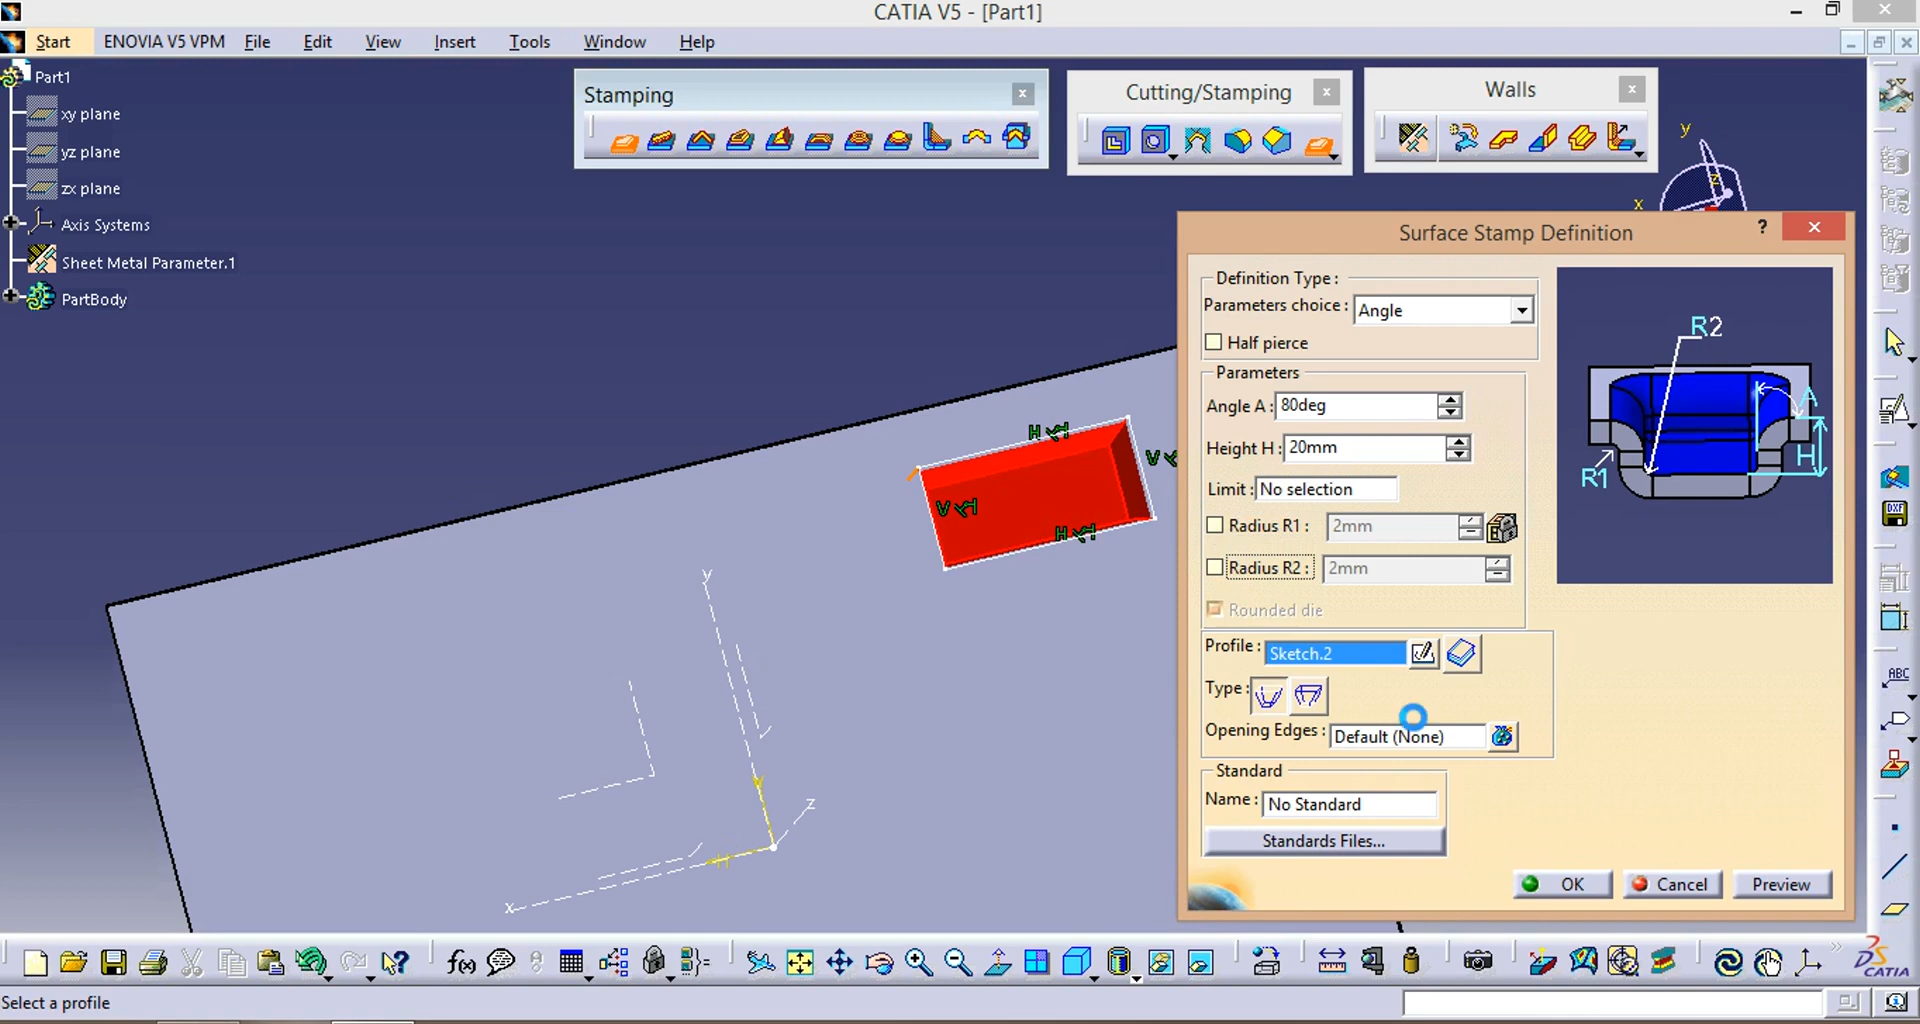 CATIA V5 - [Part1]
Start ENOVIA V5 VPM File Edit View Insert Tools Window Help
Part1
xy plane
yz plane
zx plane
Axis Systems
Sheet Metal Parameter.1
PartBody
Stamping
Cutting/Stamping
Walls
y
z
x
Surface Stamp Definition
?
Definition Type :
Parameters choice : Angle
Half pierce
Parameters
Angle A : 80deg
Height H : 20mm
Limit : No selection
Radius R1 : 2mm
Radius R2 : 2mm
Rounded die
Profile : Sketch.2
Type :
Opening Edges : Default (None)
Standard
Name : No Standard
Standards Files...
OK Cancel Preview
R2
A
H
R1
H
V
V
H
y
z
H
x
DXF
ABC
f(x)
CATIA
Select a profile